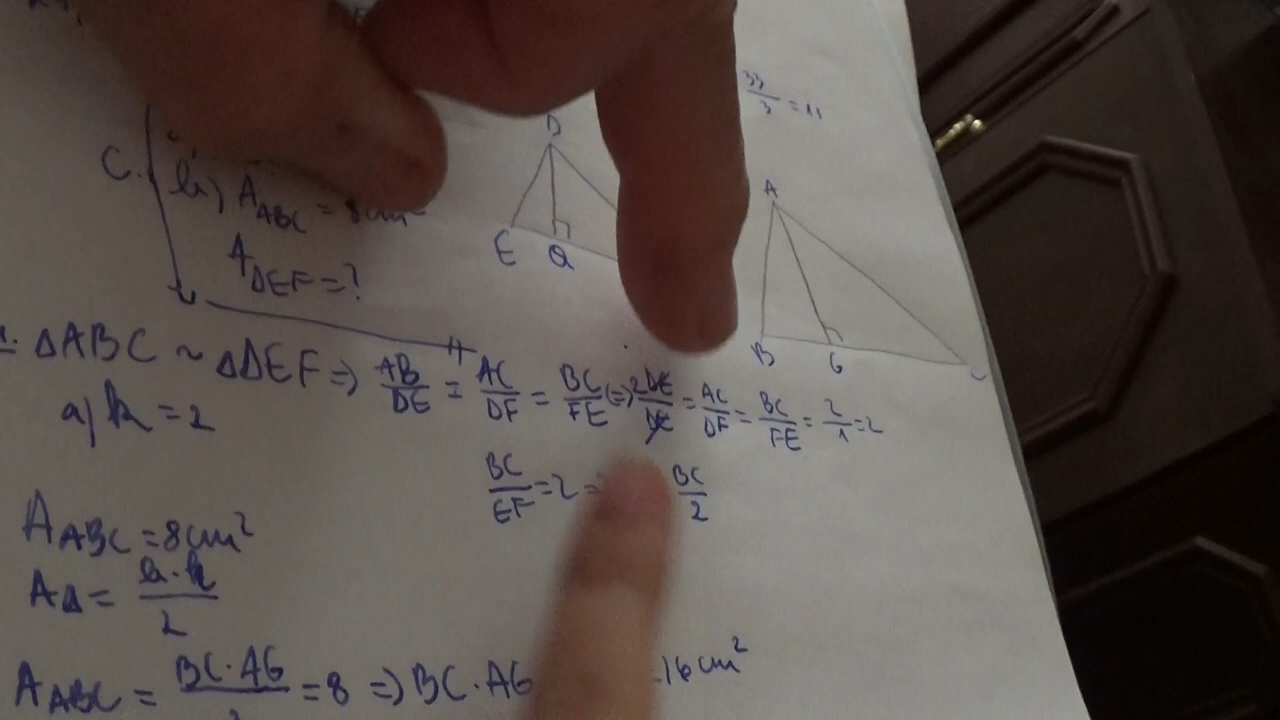 33/3 = 11
D
C.
b) A_ABC = 8cm²
E Q
A
A_DEF = ?
B G
1. ΔABC ~ ΔDEF => AB/DE = AC/DF = BC/FE (=) 2DE/DE = AC/DF = BC/FE = 2/1 = 2
a) k = 2
BC/EF = 2 = BC/2
A_ABC = 8cm²
A_Δ = b·h/2
A_ABC = BC·AG = 8 => BC·AG 16cm²